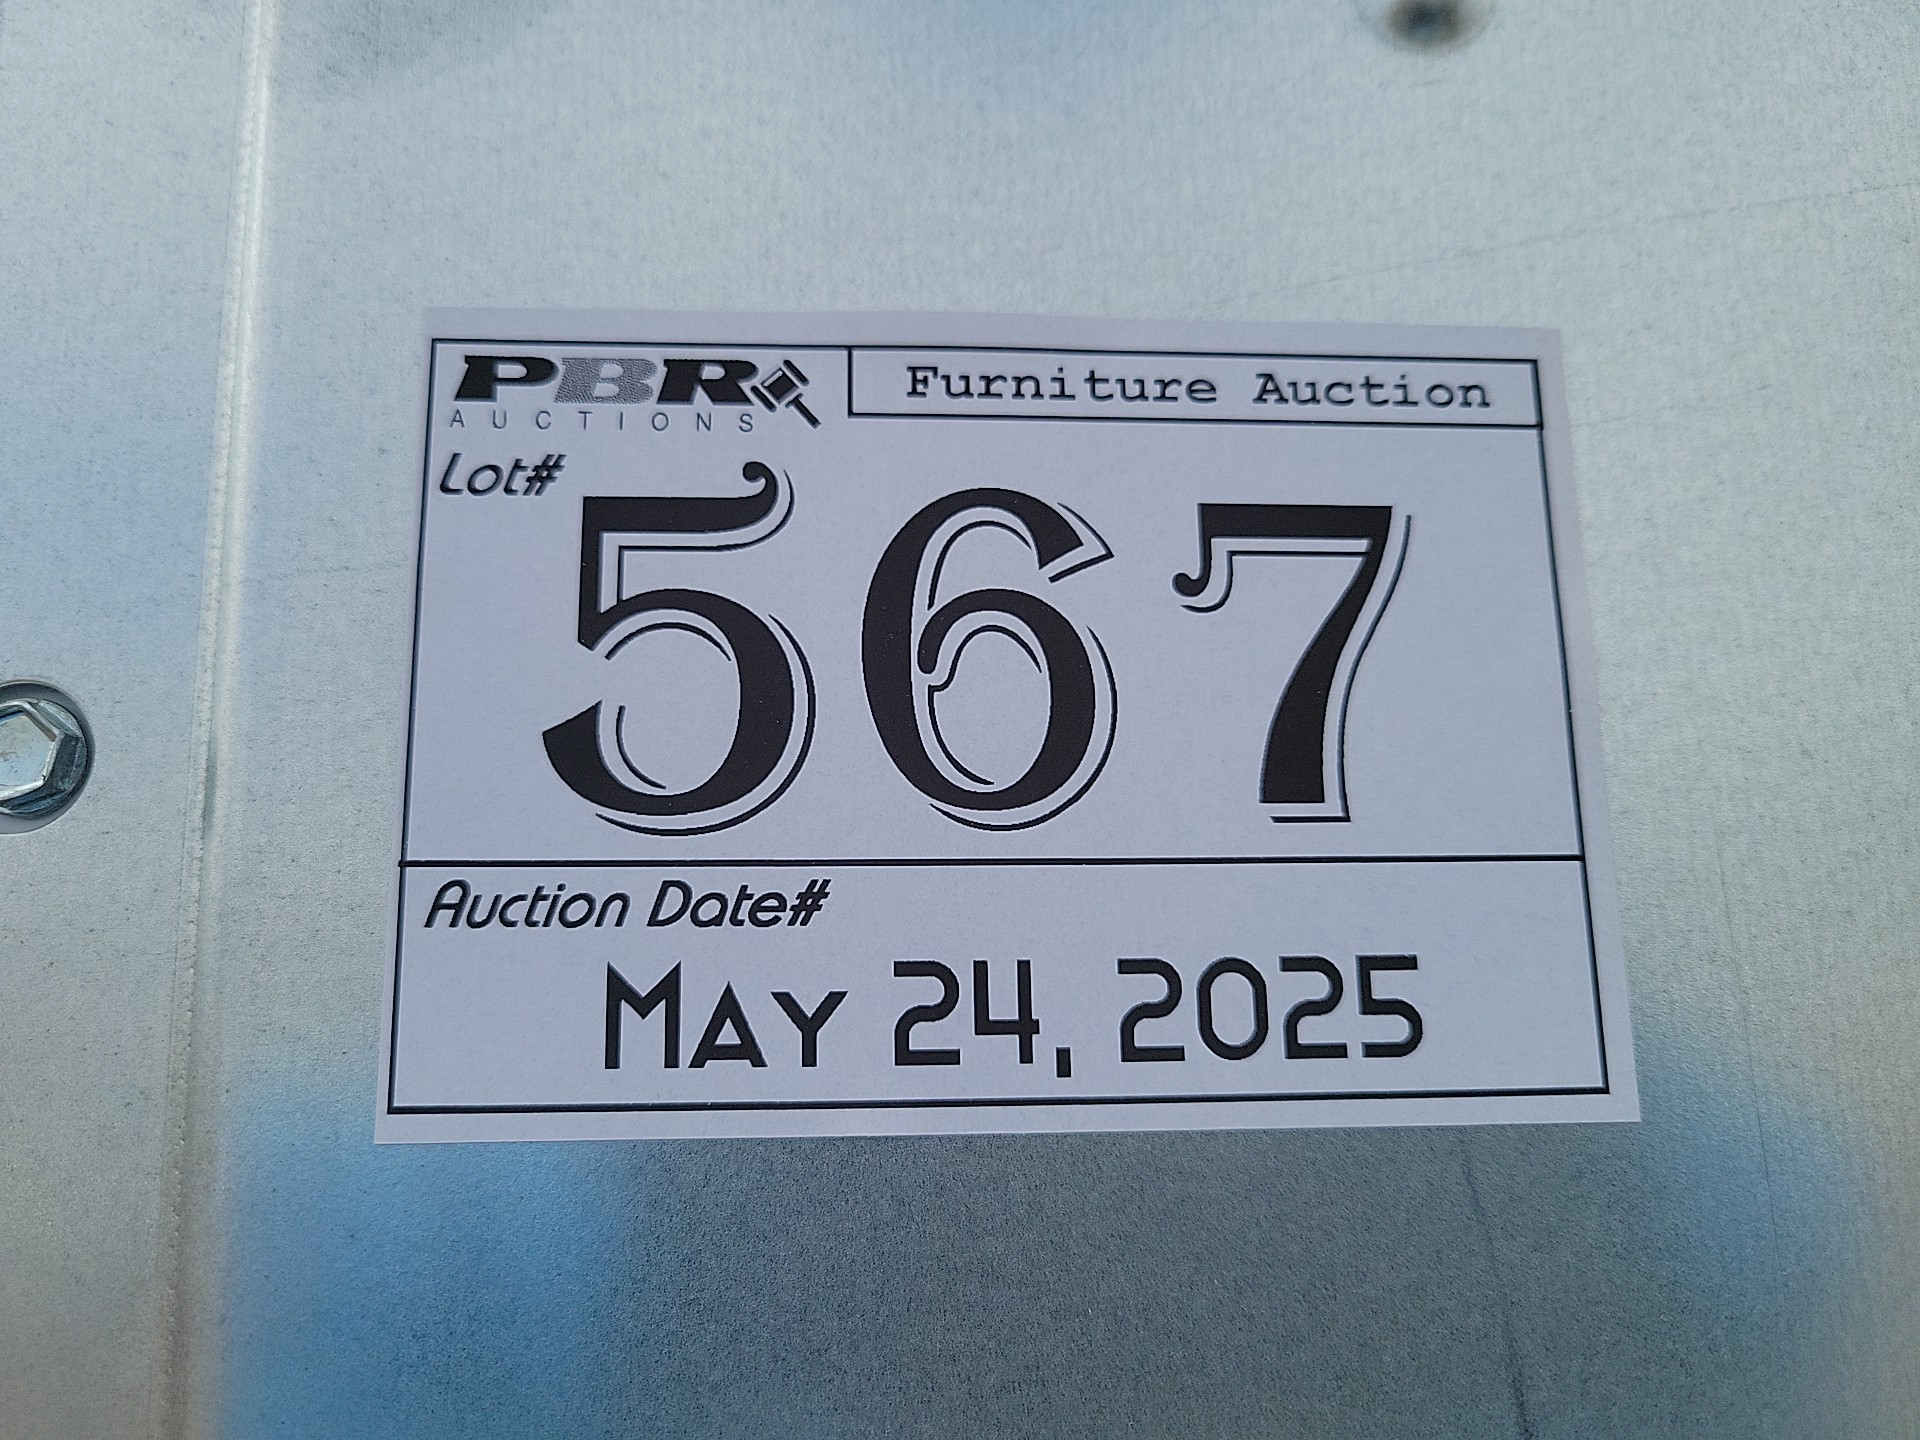 PBR
AUCTIONS
Furniture Auction
Lot#
567
Auction Date#
May 24, 2025